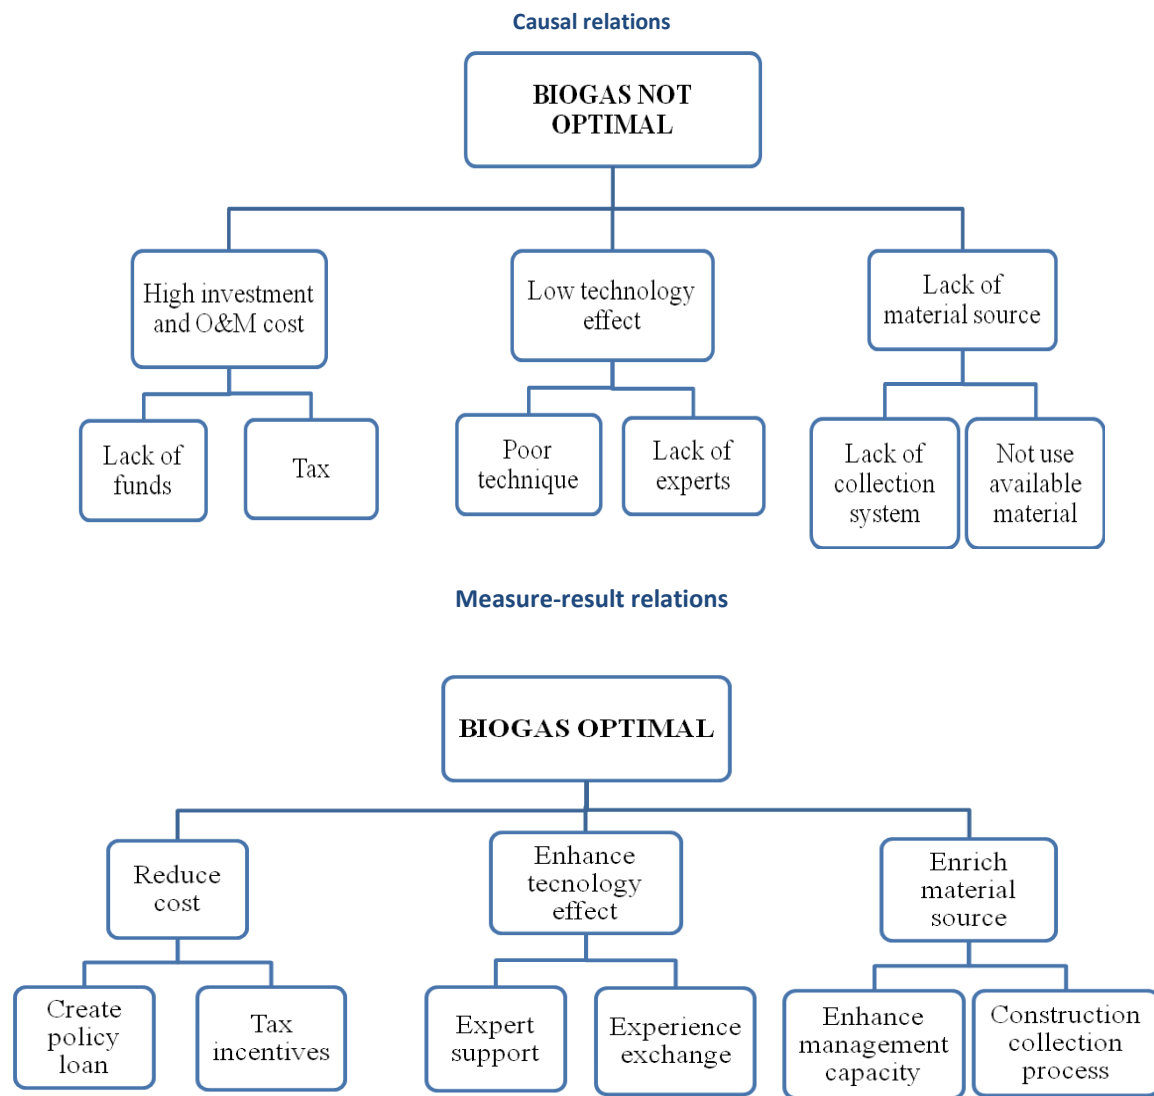 Causal relations
BIOGAS NOT
OPTIMAL
High investment
and O&M cost
Low technology
effect
Lack of
material source
Lack of
funds
Tax
Poor
technique
Lack of
experts
Lack of
collection
system
Not use
available
material
Measure-result relations
BIOGAS OPTIMAL
Reduce
cost
Enhance
tecnology
effect
Enrich
material
source
Create
policy
loan
Tax
incentives
Expert
support
Experience
exchange
Enhance
management
capacity
Construction
collection
process